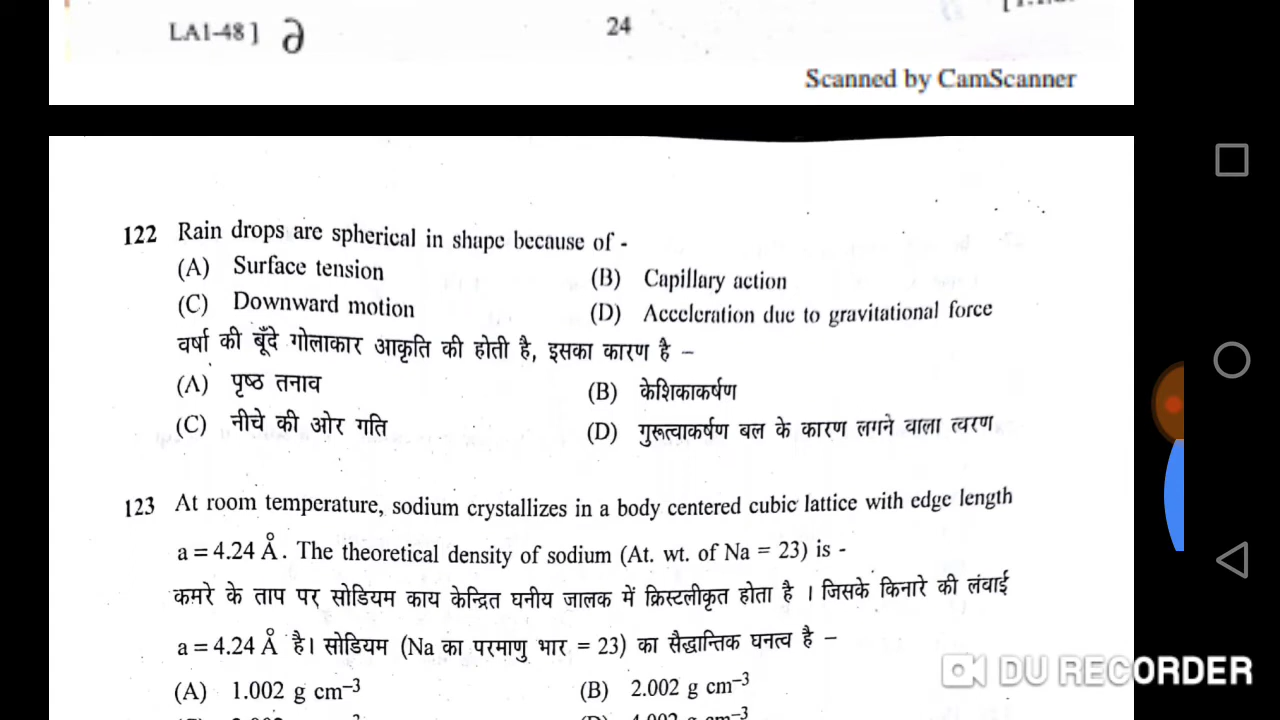 LA1-48 ] a
24
Scanned by CamScanner
122 Rain drops are spherical in shape because of -
(A) Surface tension (B) Capillary action
(C) Downward motion (D) Acceleration due to gravitational force
वर्षा की बूँदे गोलाकार आकृति की होती है, इसका कारण है –
(A) पृष्ठ तनाव (B) केशिकाकर्षण
(C) नीचे की ओर गति (D) गुरूत्वाकर्षण बल के कारण लगने वाला त्वरण
123 At room temperature, sodium crystallizes in a body centered cubic lattice with edge length
a = 4.24 Å. The theoretical density of sodium (At. wt. of Na = 23) is -
कमरे के ताप पर सोडियम काय केन्द्रित घनीय जालक में क्रिस्टलीकृत होता है । जिसके किनारे की लंवाई
a = 4.24 Å है। सोडियम (Na का परमाणु भार = 23) का सैद्धान्तिक घनत्व है –
(A) 1.002 g cm⁻³ (B) 2.002 g cm⁻³
DU RECORDER